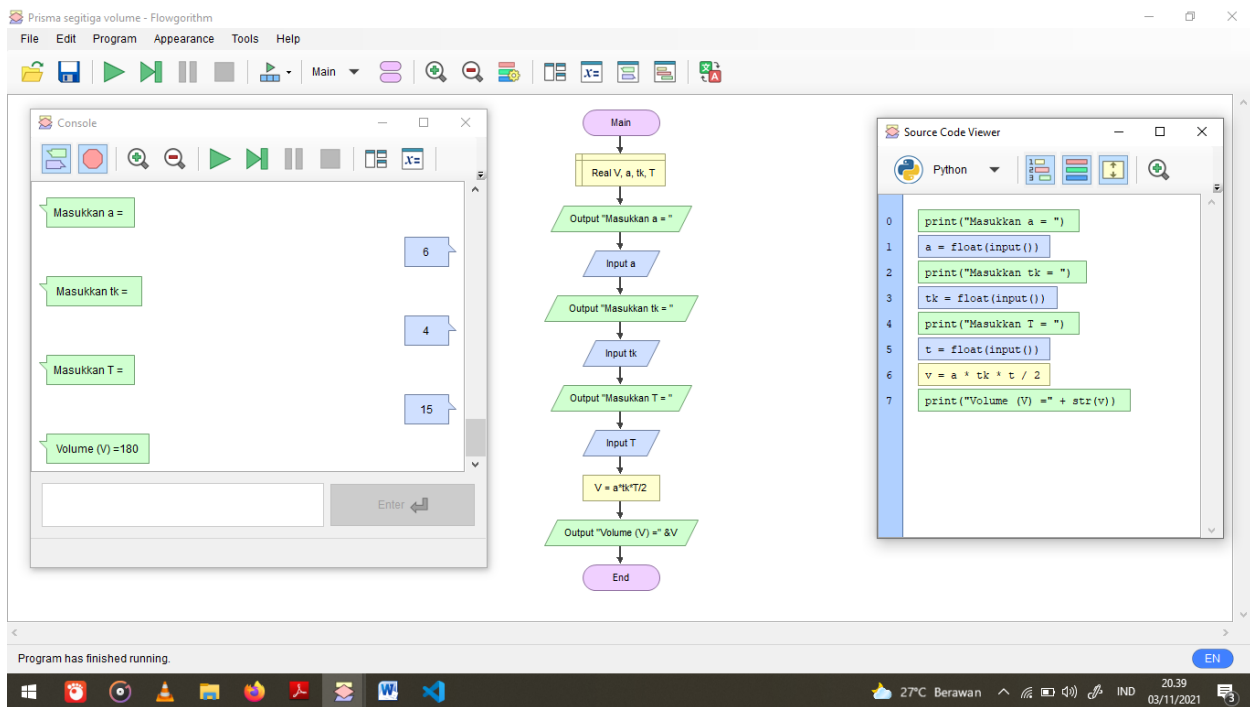 Prisma segitiga volume - Flowgorithm
File Edit Program Appearance Tools Help
Main
x=
Console
x=
Masukkan a =
6
Masukkan tk =
4
Masukkan T =
15
Volume (V) =180
Enter
Main
Real V, a, tk, T
Output "Masukkan a = "
Input a
Output "Masukkan tk = "
Input tk
Output "Masukkan T = "
Input T
V = a*tk*T/2
Output "Volume (V) =" &V
End
Source Code Viewer
Python
0 print("Masukkan a = ")
1 a = float(input())
2 print("Masukkan tk = ")
3 tk = float(input())
4 print("Masukkan T = ")
5 t = float(input())
6 v = a * tk * t / 2
7 print("Volume (V) =" + str(v))
Program has finished running.
EN
27°C Berawan
IND
20.39
03/11/2021
3